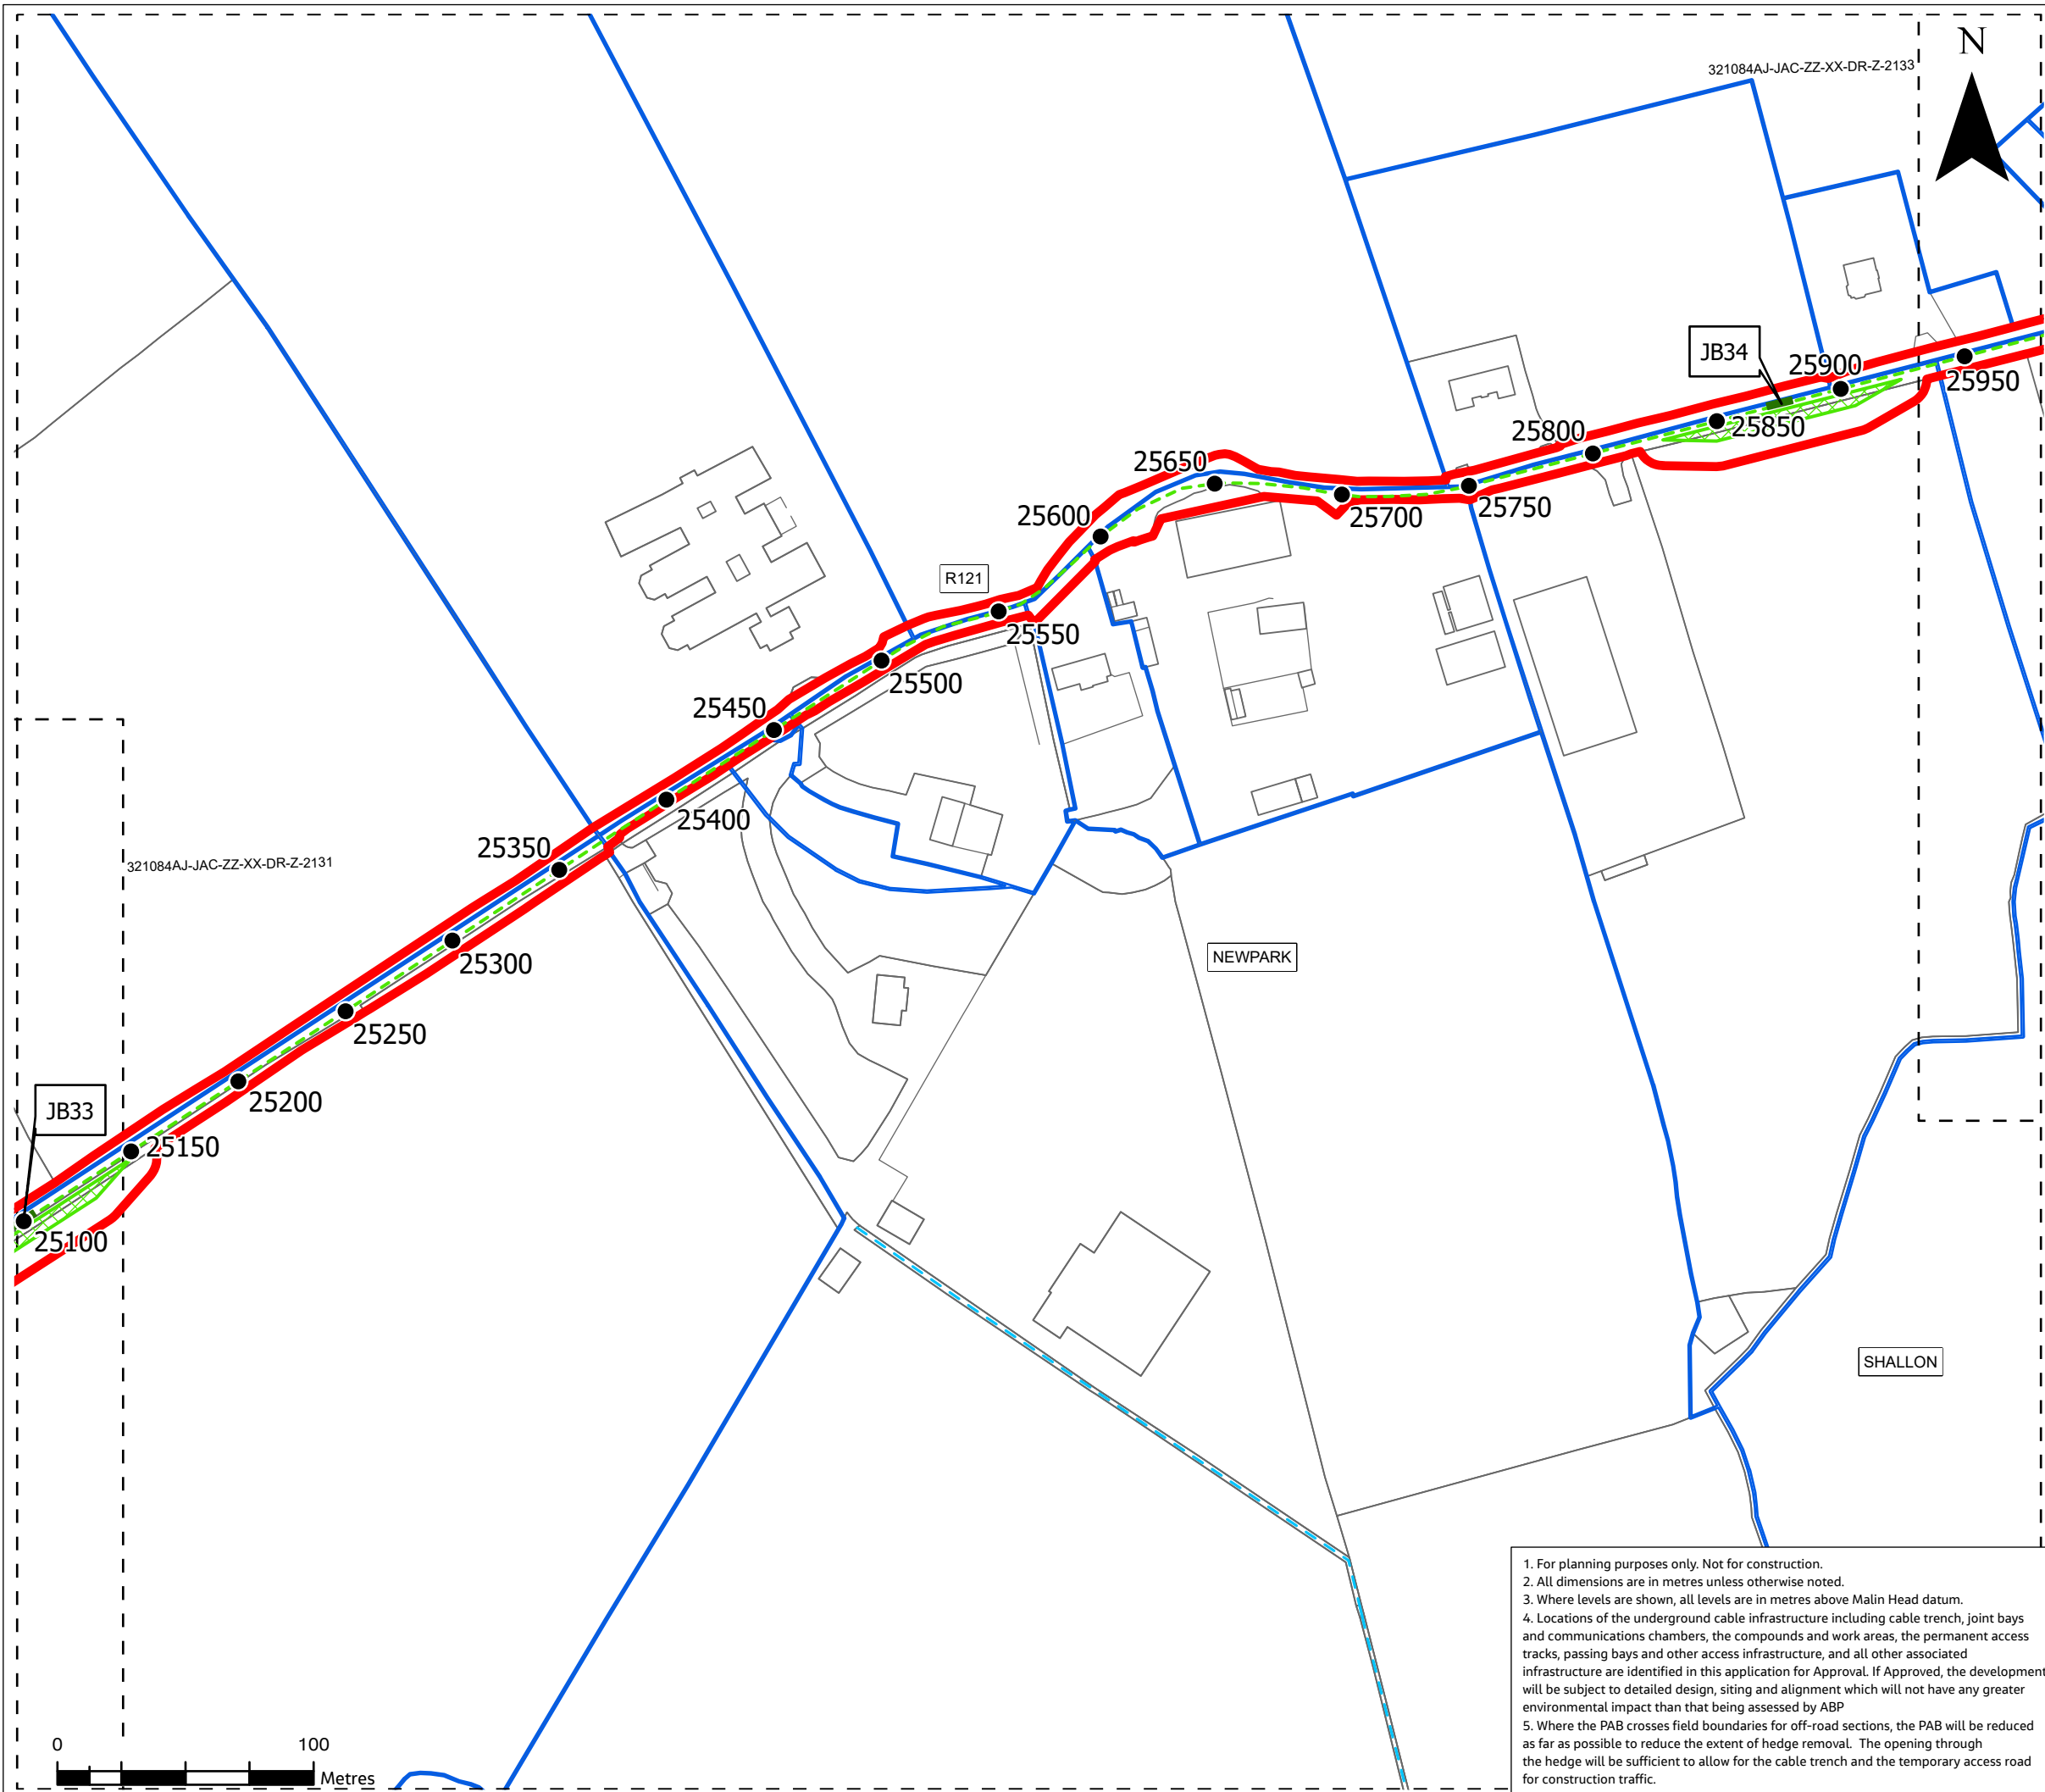 N
321084AJ-JAC-ZZ-XX-DR-Z-2133
JB34
25900
25950
25850
25800
25650
25750
25700
25600
R121
25550
25500
25450
25400
25350
321084AJ-JAC-ZZ-XX-DR-Z-2131
25300
NEWPARK
25250
25200
JB33
25150
25100
SHALLON
1. For planning purposes only. Not for construction.
2. All dimensions are in metres unless otherwise noted.
3. Where levels are shown, all levels are in metres above Malin Head datum.
4. Locations of the underground cable infrastructure including cable trench, joint bays
and communications chambers, the compounds and work areas, the permanent access
tracks, passing bays and other access infrastructure, and all other associated
infrastructure are identified in this application for Approval. If Approved, the development
will be subject to detailed design, siting and alignment which will not have any greater
environmental impact than that being assessed by ABP
5. Where the PAB crosses field boundaries for off-road sections, the PAB will be reduced
as far as possible to reduce the extent of hedge removal. The opening through
the hedge will be sufficient to allow for the cable trench and the temporary access road
for construction traffic.
0 100
Metres